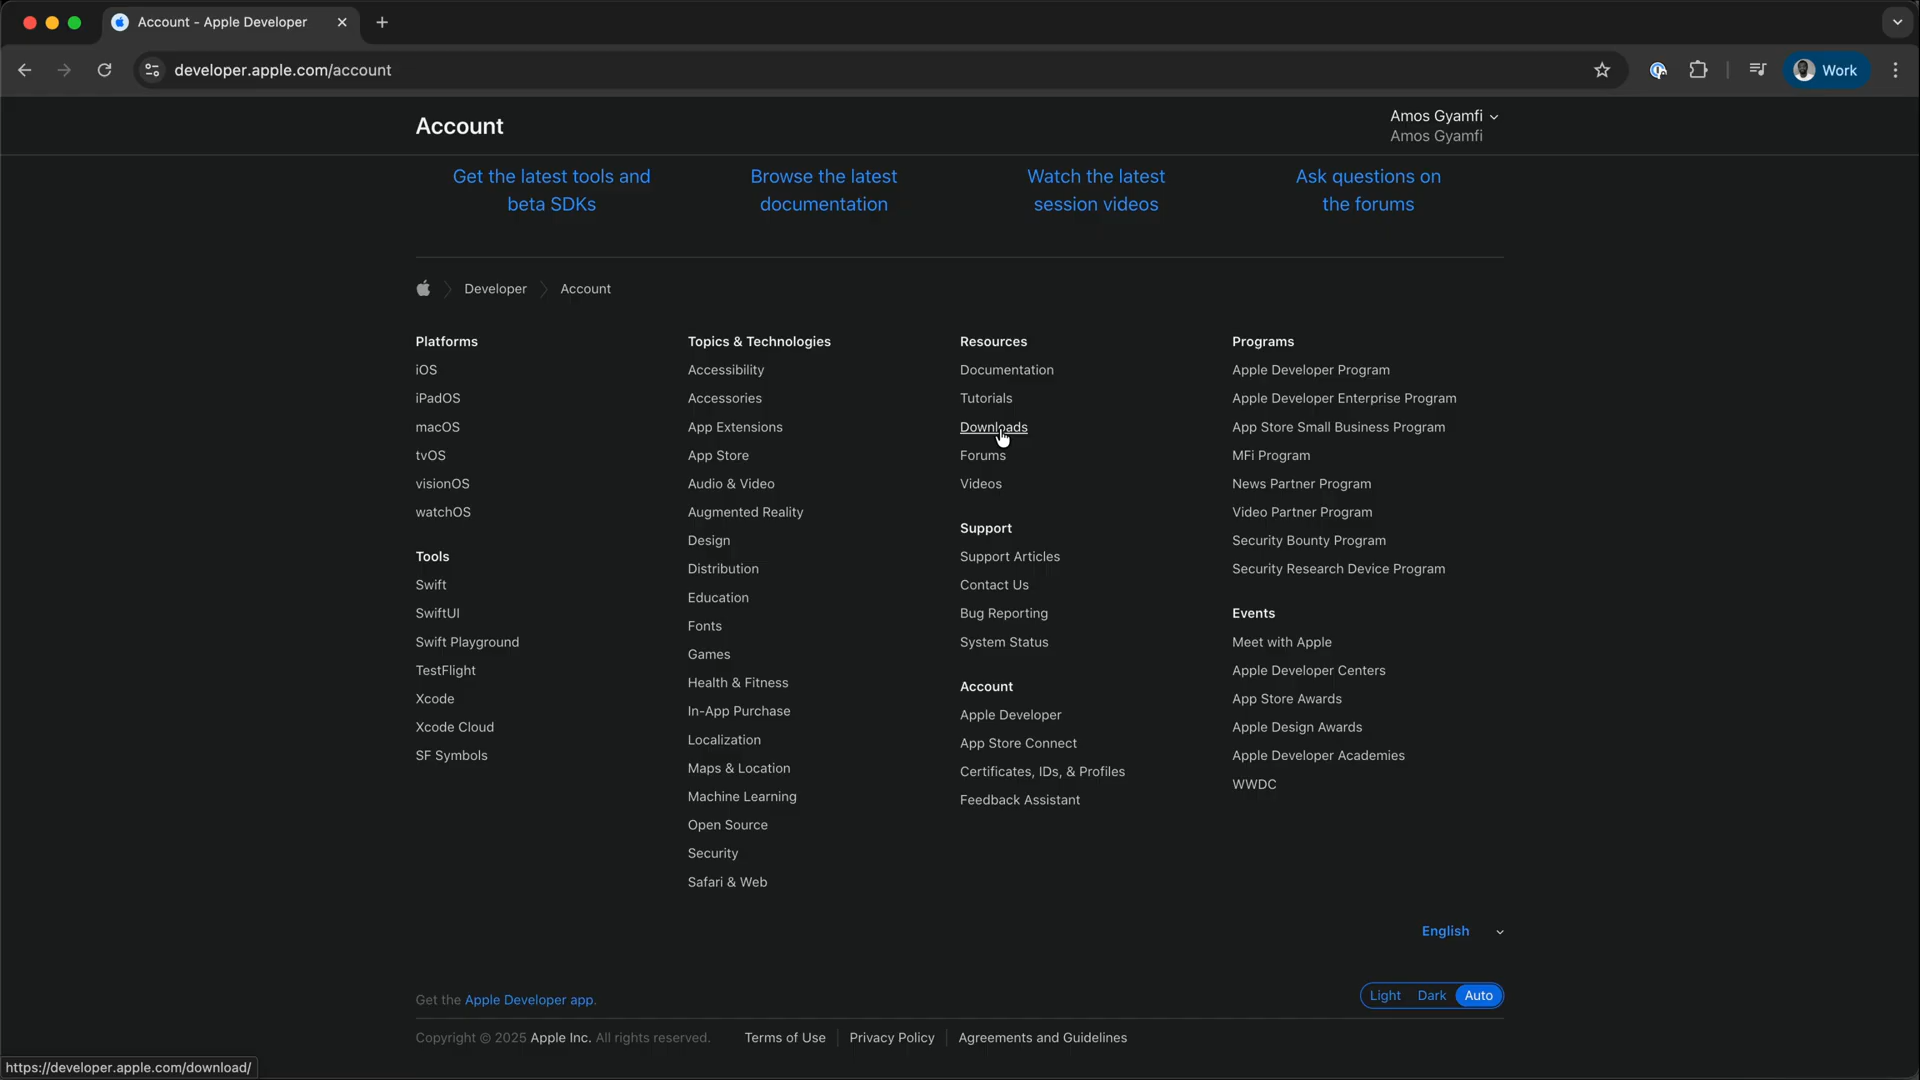 Account - Apple Developer
developer.apple.com/account
Work
Account
Amos Gyamfi
Amos Gyamfi
Get the latest tools and
beta SDKs
Browse the latest
documentation
Watch the latest
session videos
Ask questions on
the forums
Developer
Account
Platforms
iOS
iPadOS
macOS
tvOS
visionOS
watchOS
Tools
Swift
SwiftUI
Swift Playground
TestFlight
Xcode
Xcode Cloud
SF Symbols
Topics & Technologies
Accessibility
Accessories
App Extensions
App Store
Audio & Video
Augmented Reality
Design
Distribution
Education
Fonts
Games
Health & Fitness
In-App Purchase
Localization
Maps & Location
Machine Learning
Open Source
Security
Safari & Web
Resources
Documentation
Tutorials
Downloads
Forums
Videos
Support
Support Articles
Contact Us
Bug Reporting
System Status
Account
Apple Developer
App Store Connect
Certificates, IDs, & Profiles
Feedback Assistant
Programs
Apple Developer Program
Apple Developer Enterprise Program
App Store Small Business Program
MFi Program
News Partner Program
Video Partner Program
Security Bounty Program
Security Research Device Program
Events
Meet with Apple
Apple Developer Centers
App Store Awards
Apple Design Awards
Apple Developer Academies
WWDC
English
Get the Apple Developer app.
Light Dark Auto
Copyright © 2025 Apple Inc. All rights reserved. Terms of Use Privacy Policy Agreements and Guidelines
https://developer.apple.com/download/